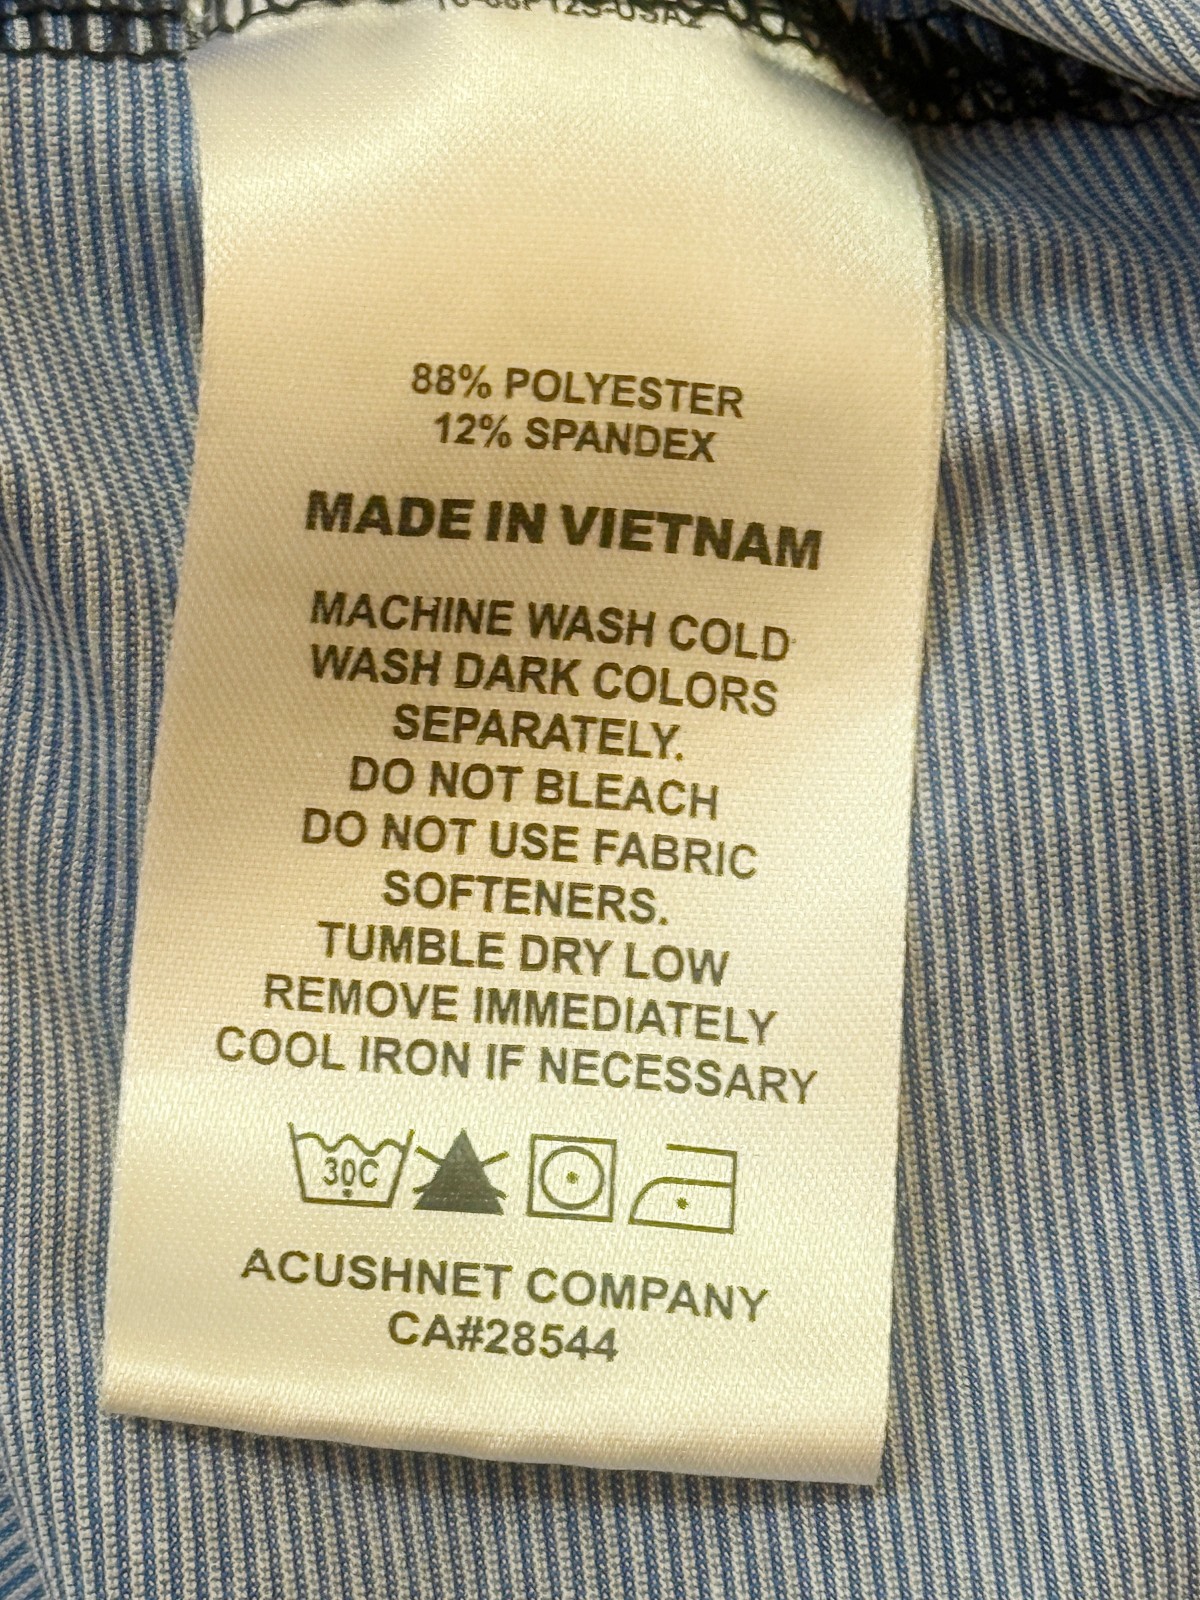 88% POLYESTER
12% SPANDEX
MADE IN VIETNAM
MACHINE WASH COLD
WASH DARK COLORS
SEPARATELY.
DO NOT BLEACH
DO NOT USE FABRIC
SOFTENERS.
TUMBLE DRY LOW
REMOVE IMMEDIATELY
COOL IRON IF NECESSARY
30C
ACUSHNET COMPANY
CA#28544